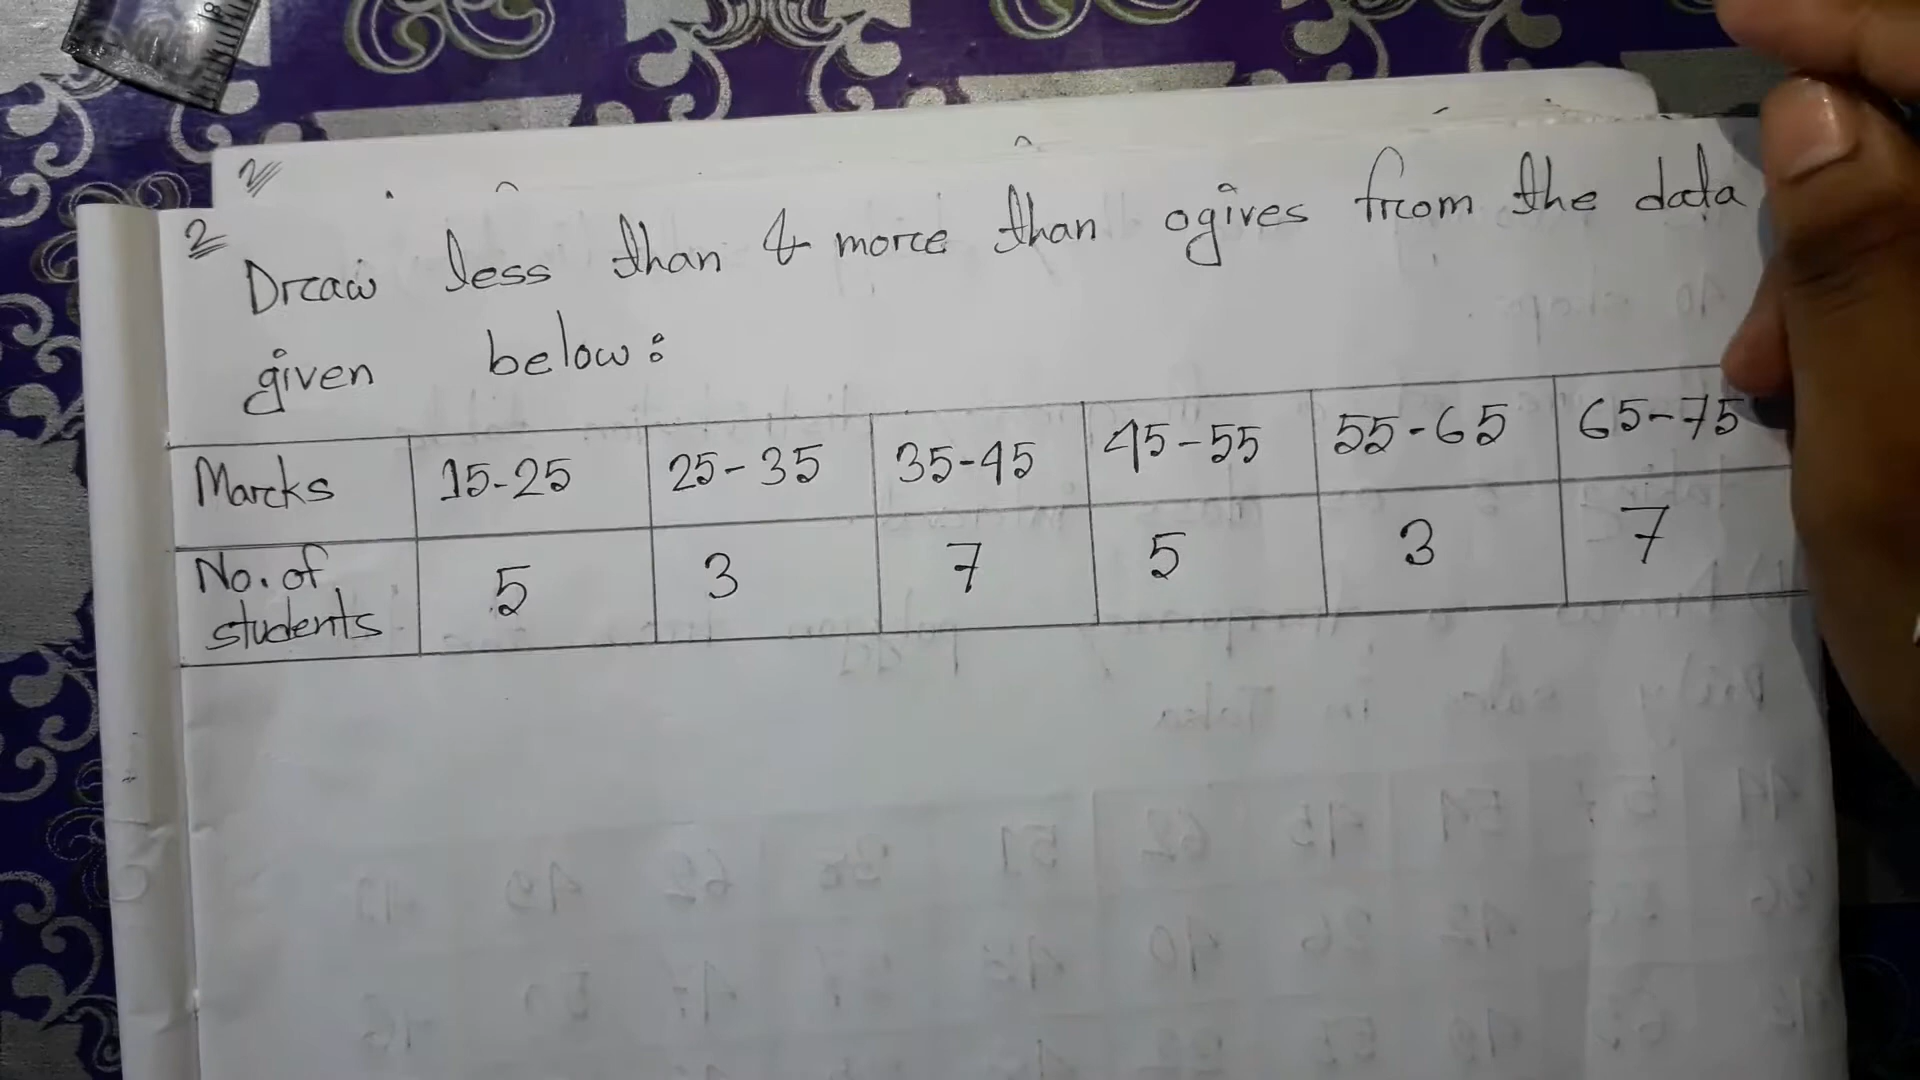 2
Draw less than & more than ogives from the data
given below:
Marks 15-25 25-35 35-45 45-55 55-65 65-75
No. of students 5 3 7 5 3 7